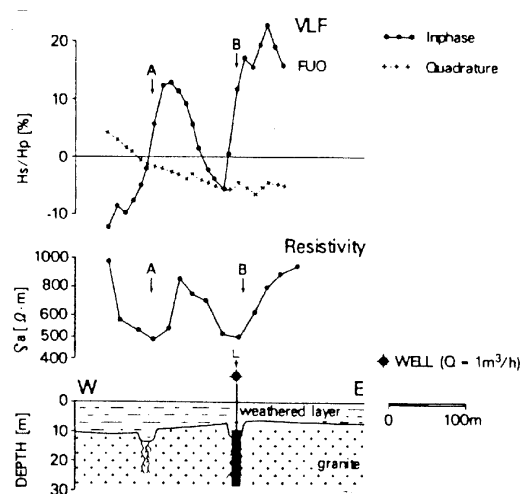 VLF
FUO
Inphase
Quadrature
A
B
20
10
0
-10
Hs/Hp [%]
Resistivity
A
B
1000
800
600
500
400
ϱa [Ω·m]
L
WELL (Q = 1m³/h)
W
E
0
10
20
30
DEPTH [m]
weathered layer
granite
0
100m